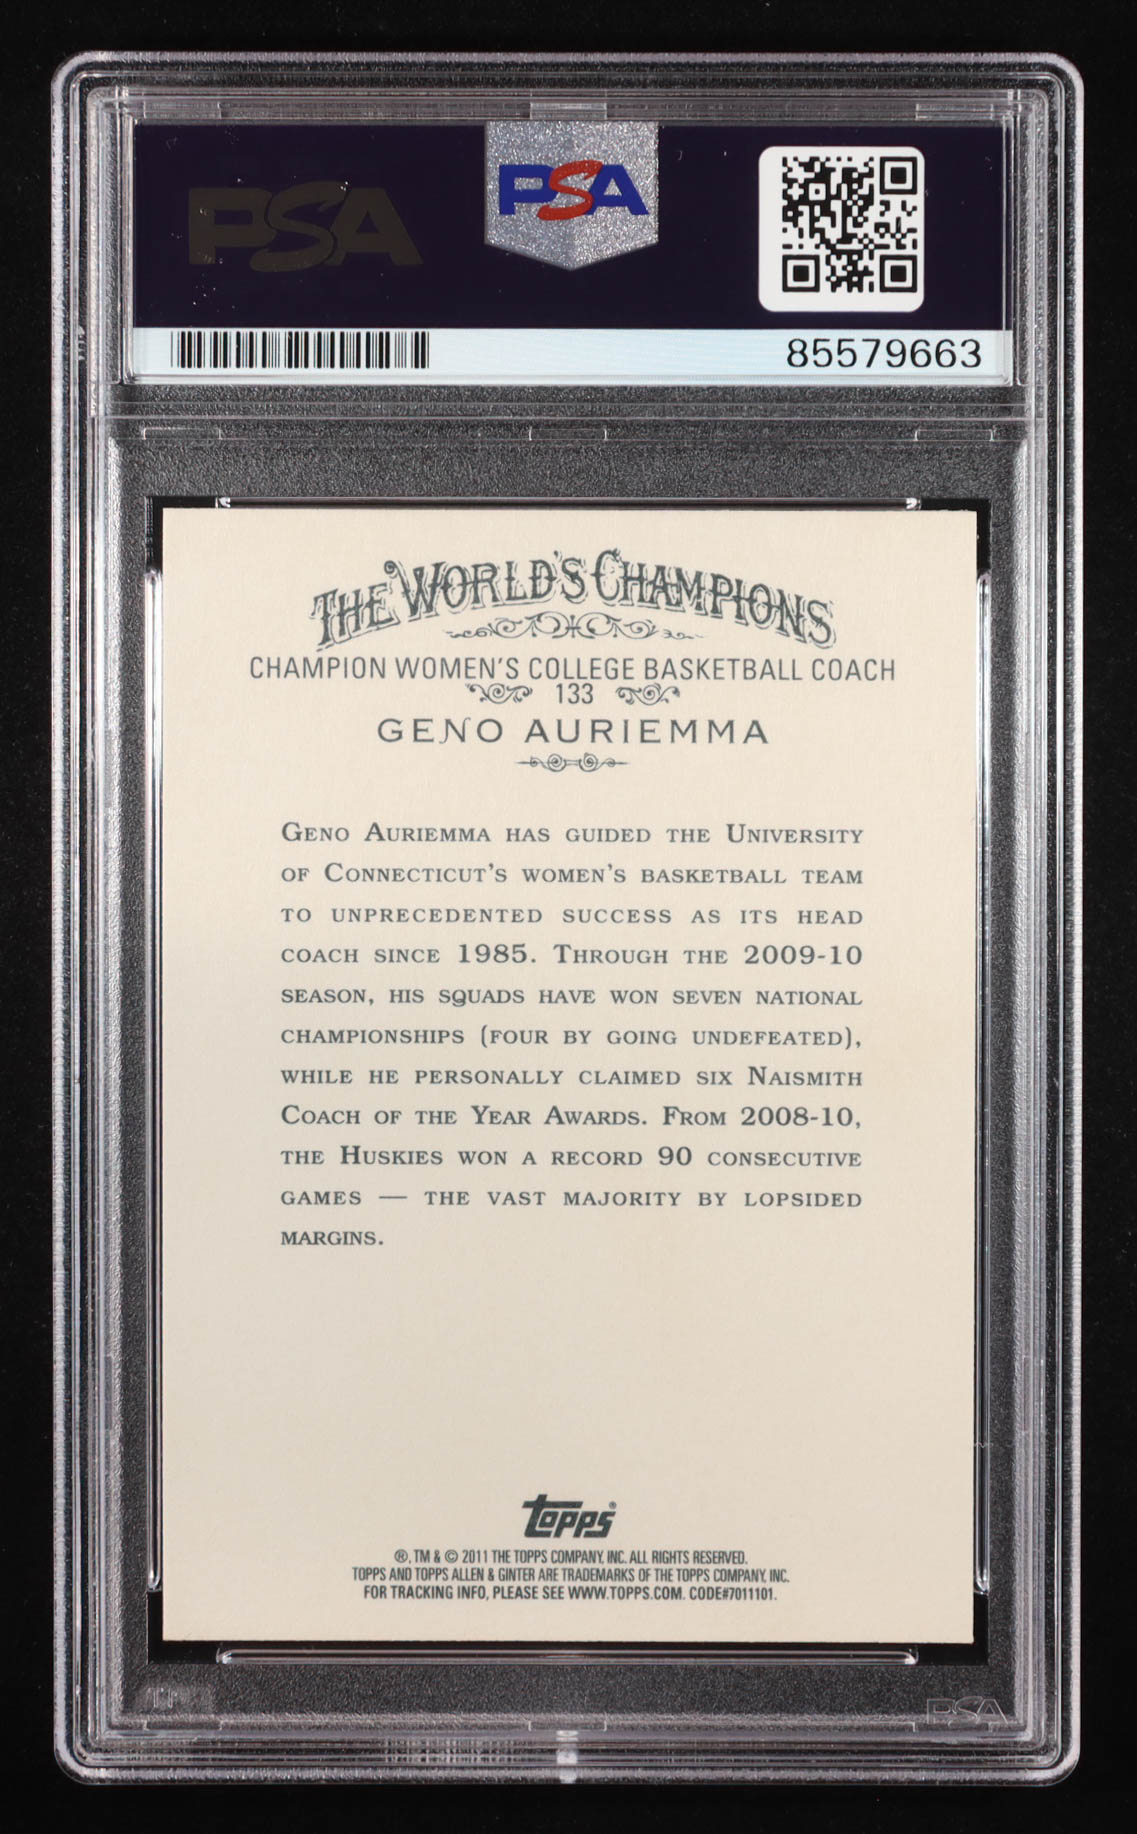 PSA
PSA
85579663
THE WORLD'S CHAMPIONS
CHAMPION WOMEN'S COLLEGE BASKETBALL COACH
133
GENO AURIEMMA
GENO AURIEMMA HAS GUIDED THE UNIVERSITY
OF CONNECTICUT'S WOMEN'S BASKETBALL TEAM
TO UNPRECEDENTED SUCCESS AS ITS HEAD
COACH SINCE 1985. THROUGH THE 2009-10
SEASON, HIS SQUADS HAVE WON SEVEN NATIONAL
CHAMPIONSHIPS (FOUR BY GOING UNDEFEATED),
WHILE HE PERSONALLY CLAIMED SIX NAISMITH
COACH OF THE YEAR AWARDS. FROM 2008-10,
THE HUSKIES WON A RECORD 90 CONSECUTIVE
GAMES — THE VAST MAJORITY BY LOPSIDED
MARGINS.
topps®
®, TM & © 2011 THE TOPPS COMPANY, INC. ALL RIGHTS RESERVED.
TOPPS AND TOPPS ALLEN & GINTER ARE TRADEMARKS OF THE TOPPS COMPANY, INC.
FOR TRACKING INFO, PLEASE SEE WWW.TOPPS.COM. CODE#7011101.
PSA